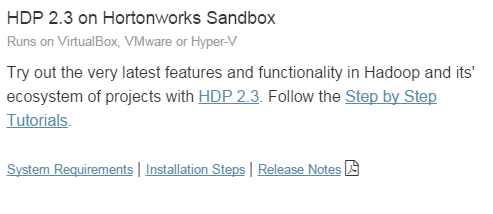 HDP 2.3 on Hortonworks Sandbox
Runs on VirtualBox, VMware or Hyper-V
Try out the very latest features and functionality in Hadoop and its'
ecosystem of projects with HDP 2.3. Follow the Step by Step
Tutorials.
System Requirements | Installation Steps | Release Notes